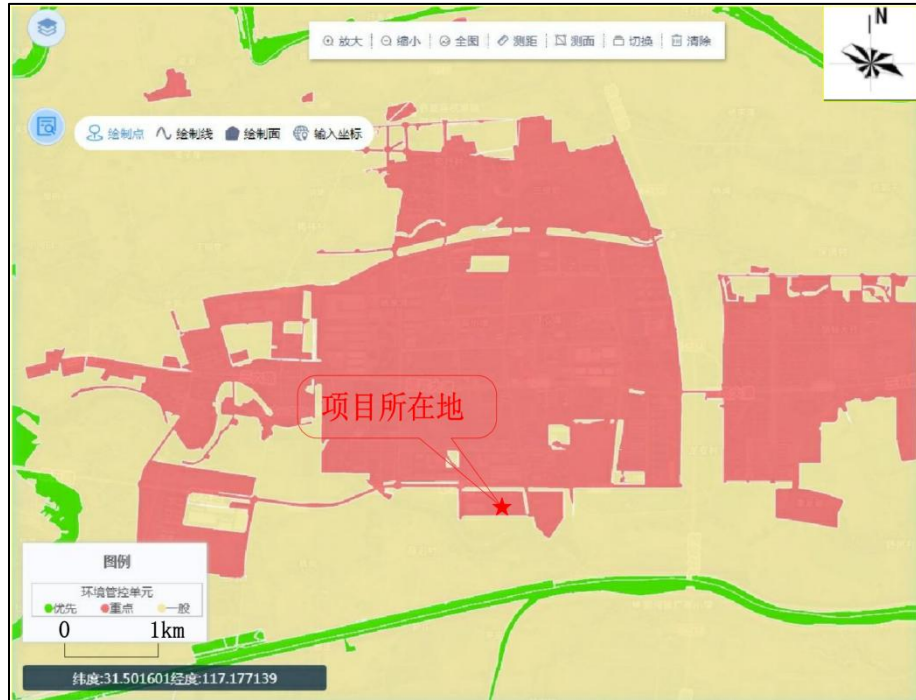 放大 缩小 全图 测距 测面 切换 清除
N
绘制点 绘制线 绘制面 输入坐标
项目所在地
图例
环境管控单元
优先 重点 一般
0 1km
纬度:31.501601经度:117.177139